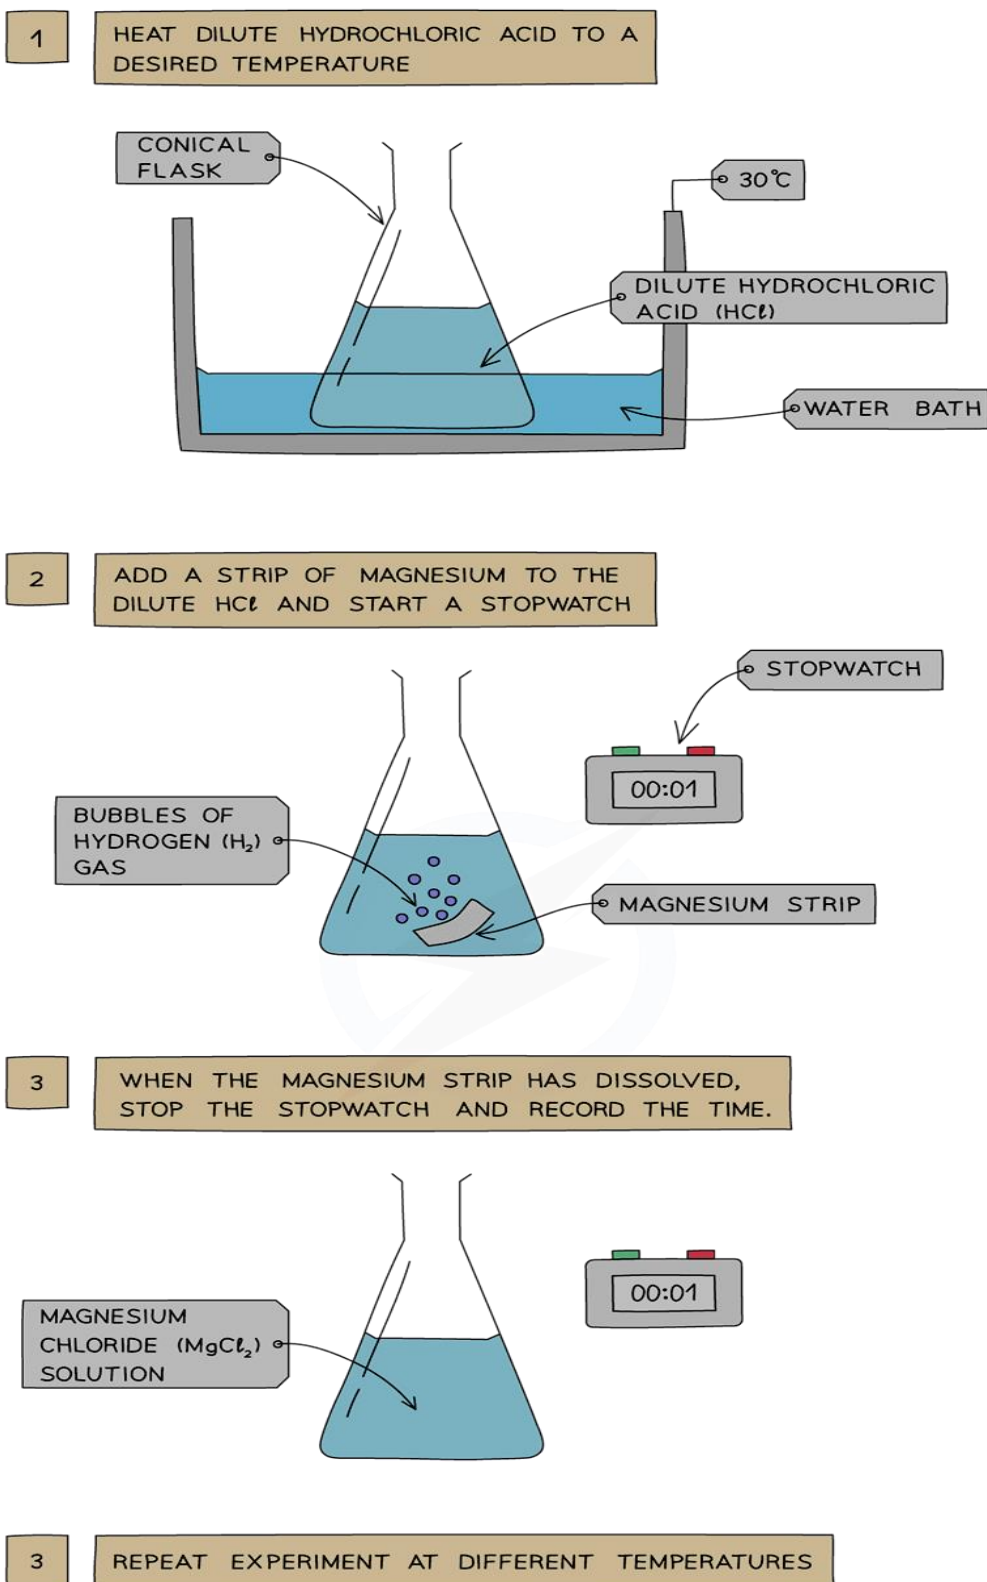 1
HEAT DILUTE HYDROCHLORIC ACID TO A
DESIRED TEMPERATURE
CONICAL
FLASK
30°C
DILUTE HYDROCHLORIC
ACID (HCl)
WATER BATH
2
ADD A STRIP OF MAGNESIUM TO THE
DILUTE HCl AND START A STOPWATCH
STOPWATCH
00:01
BUBBLES OF
HYDROGEN (H₂)
GAS
MAGNESIUM STRIP
3
WHEN THE MAGNESIUM STRIP HAS DISSOLVED,
STOP THE STOPWATCH AND RECORD THE TIME.
00:01
MAGNESIUM
CHLORIDE (MgCl₂)
SOLUTION
3
REPEAT EXPERIMENT AT DIFFERENT TEMPERATURES